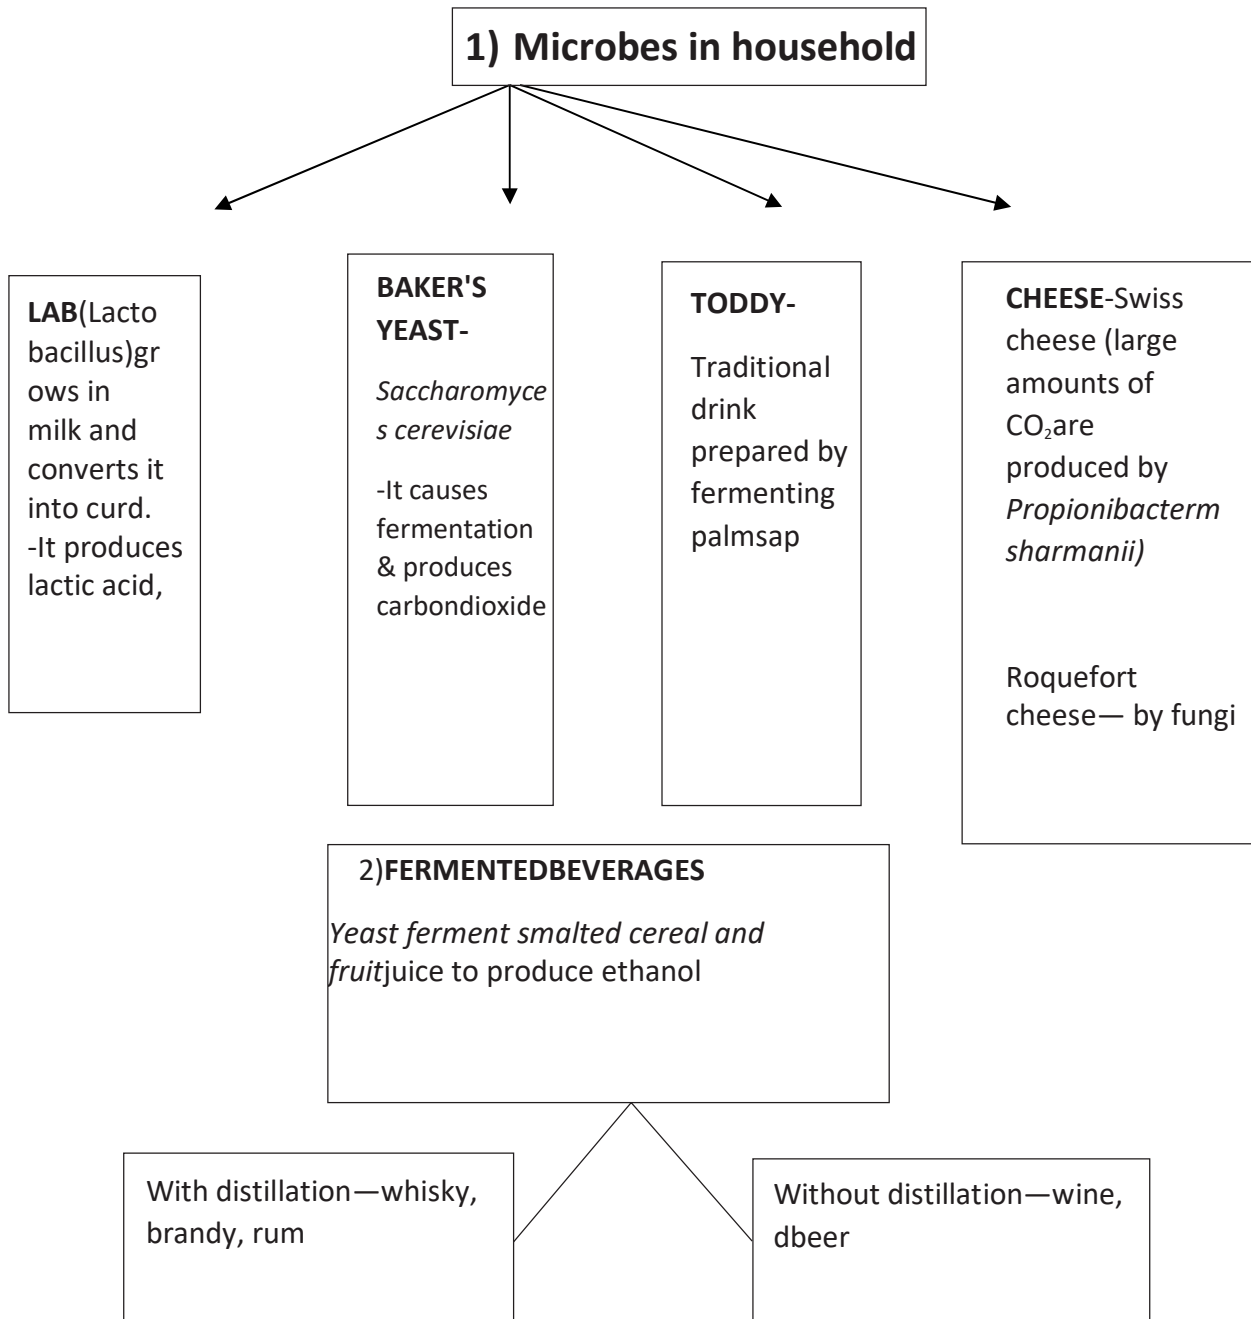 1) Microbes in household
LAB(Lacto
bacillus)gr
ows in
milk and
converts it
into curd.
-It produces
lactic acid,
BAKER'S
YEAST-
Saccharomyce
s cerevisiae
-It causes
fermentation
& produces
carbondioxide
TODDY-
Traditional
drink
prepared by
fermenting
palmsap
CHEESE-Swiss
cheese (large
amounts of
CO₂are
produced by
Propionibacterm
sharmanii)
Roquefort
cheese— by fungi
2)FERMENTEDBEVERAGES
Yeast ferment smalted cereal and
fruitjuice to produce ethanol
With distillation—whisky,
brandy, rum
Without distillation—wine,
dbeer